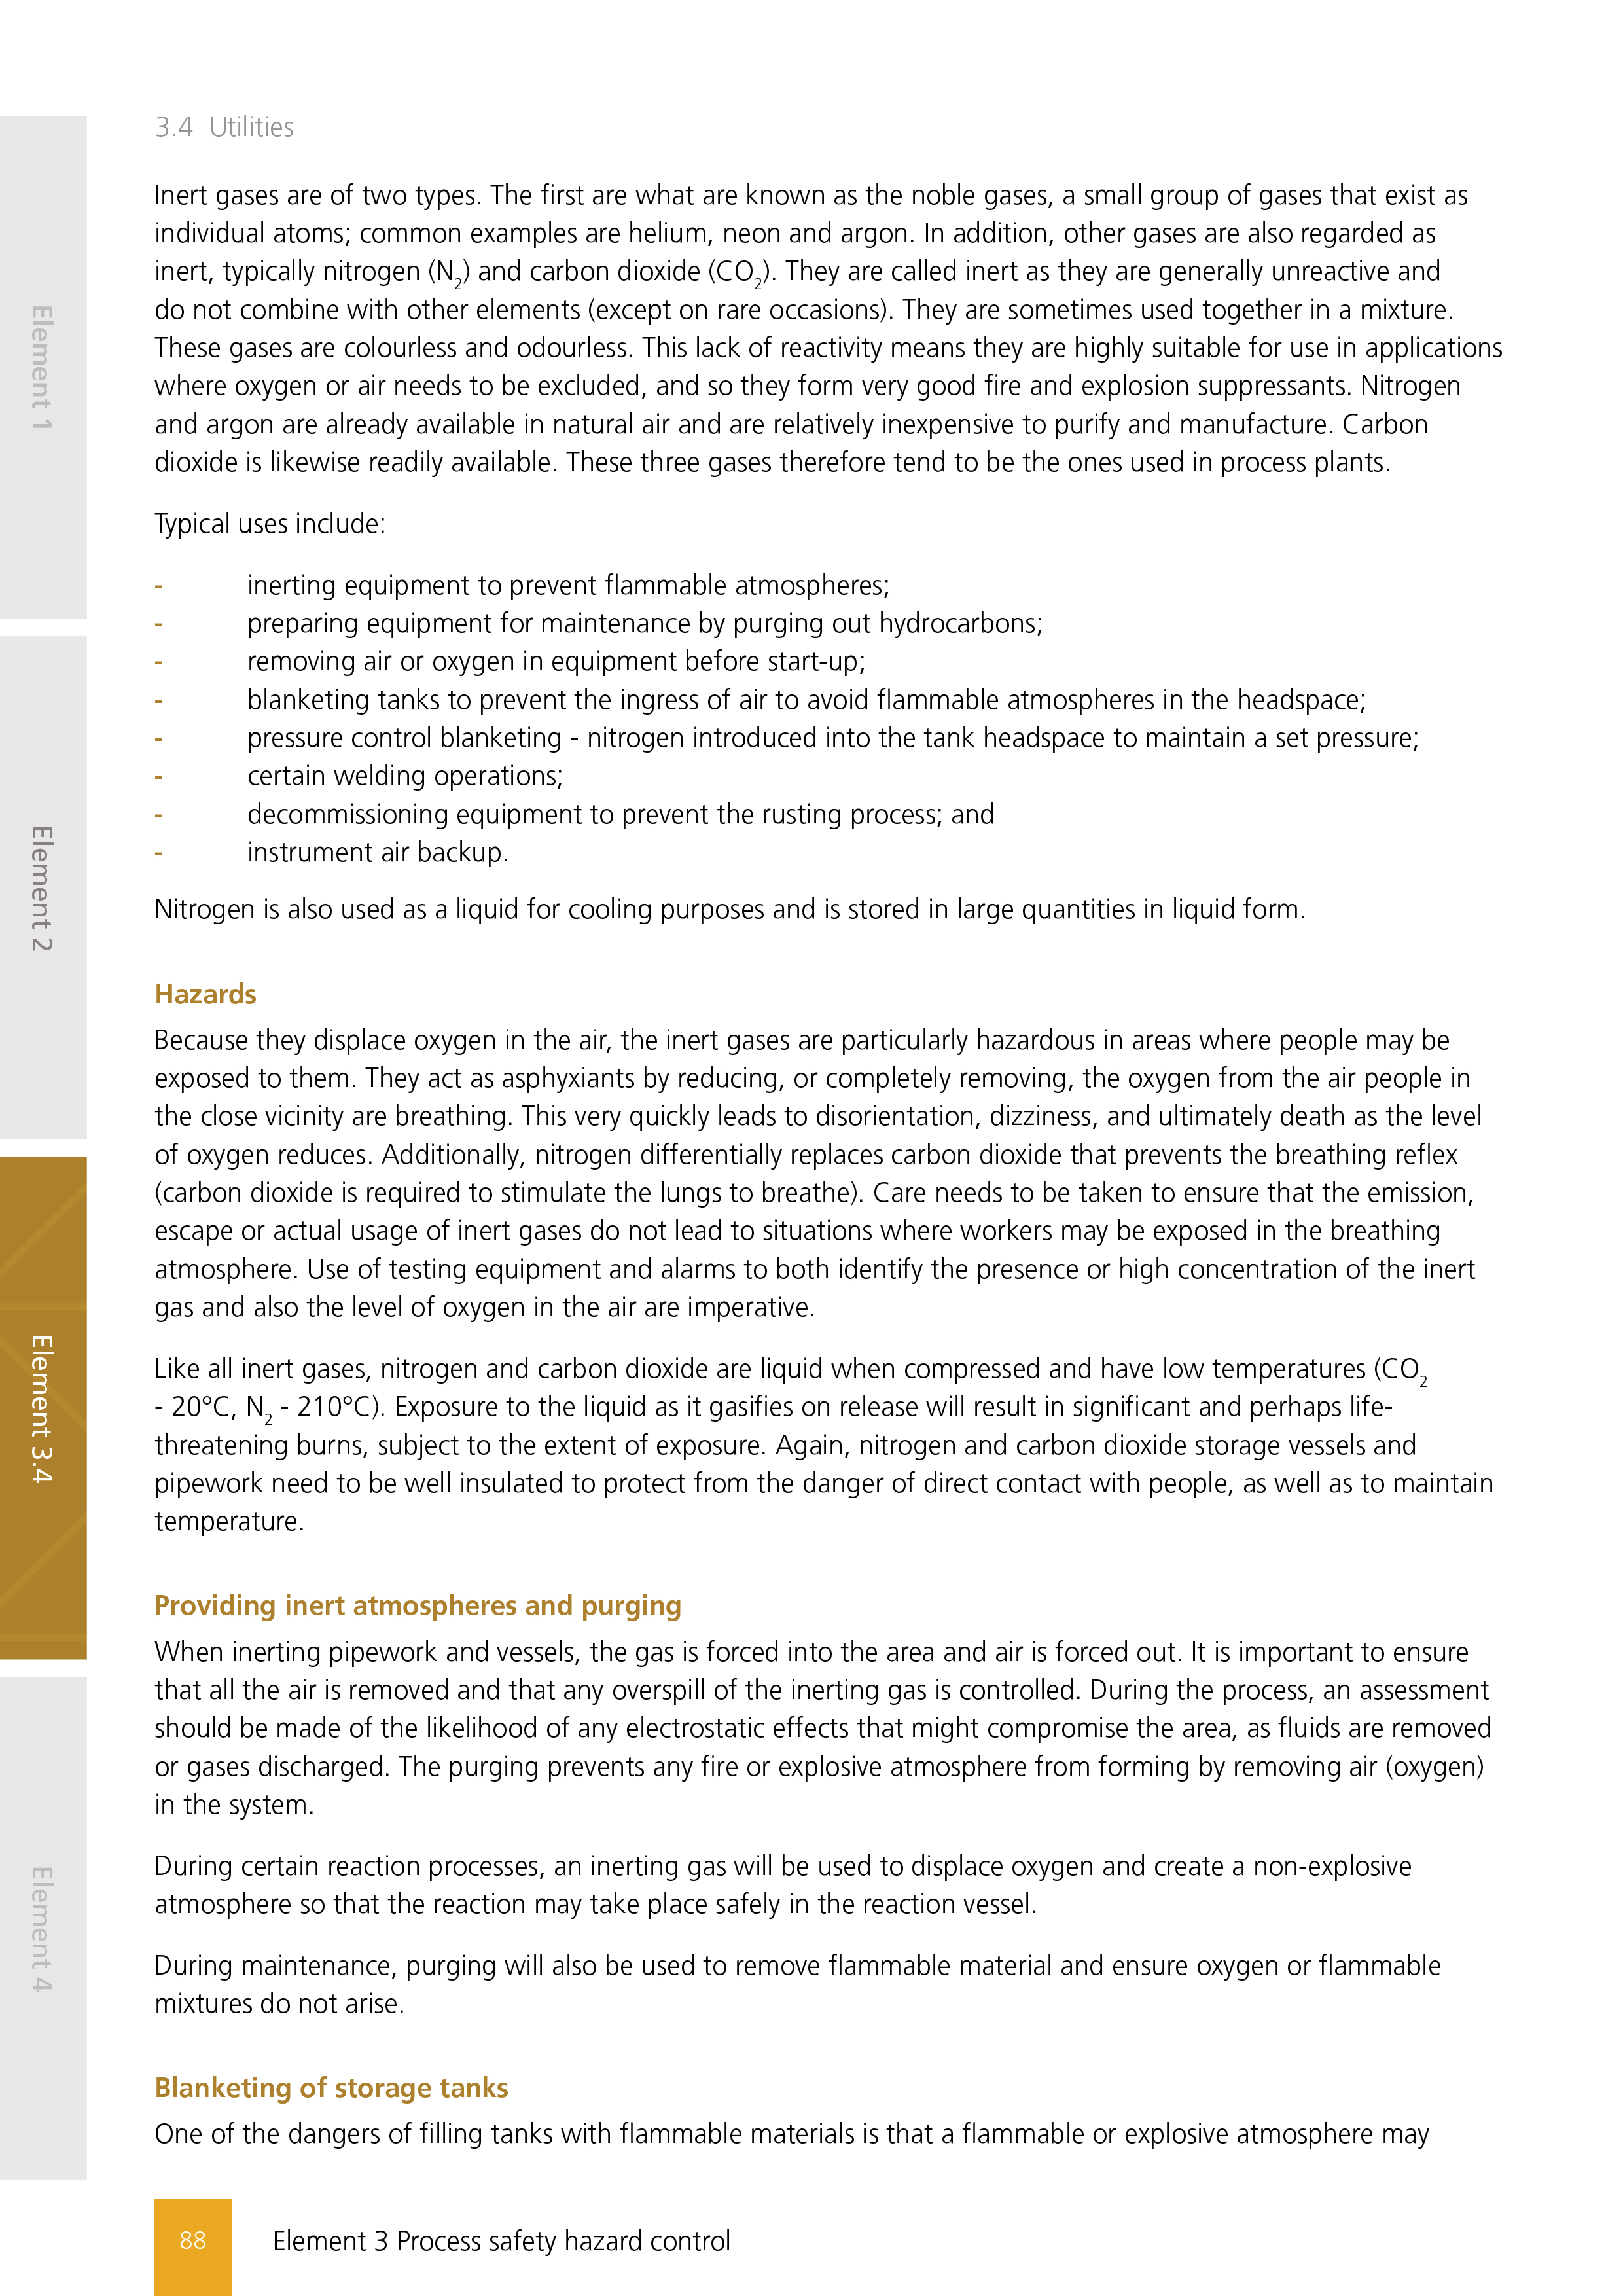 3.4 Utilities
Inert gases are of two types. The first are what are known as the noble gases, a small group of gases that exist as
individual atoms; common examples are helium, neon and argon. In addition, other gases are also regarded as
inert, typically nitrogen (N₂) and carbon dioxide (CO₂). They are called inert as they are generally unreactive and
do not combine with other elements (except on rare occasions). They are sometimes used together in a mixture.
These gases are colourless and odourless. This lack of reactivity means they are highly suitable for use in applications
where oxygen or air needs to be excluded, and so they form very good fire and explosion suppressants. Nitrogen
and argon are already available in natural air and are relatively inexpensive to purify and manufacture. Carbon
dioxide is likewise readily available. These three gases therefore tend to be the ones used in process plants.
Typical uses include:
- inerting equipment to prevent flammable atmospheres;
- preparing equipment for maintenance by purging out hydrocarbons;
- removing air or oxygen in equipment before start-up;
- blanketing tanks to prevent the ingress of air to avoid flammable atmospheres in the headspace;
- pressure control blanketing - nitrogen introduced into the tank headspace to maintain a set pressure;
- certain welding operations;
- decommissioning equipment to prevent the rusting process; and
- instrument air backup.
Nitrogen is also used as a liquid for cooling purposes and is stored in large quantities in liquid form.
Hazards
Because they displace oxygen in the air, the inert gases are particularly hazardous in areas where people may be
exposed to them. They act as asphyxiants by reducing, or completely removing, the oxygen from the air people in
the close vicinity are breathing. This very quickly leads to disorientation, dizziness, and ultimately death as the level
of oxygen reduces. Additionally, nitrogen differentially replaces carbon dioxide that prevents the breathing reflex
(carbon dioxide is required to stimulate the lungs to breathe). Care needs to be taken to ensure that the emission,
escape or actual usage of inert gases do not lead to situations where workers may be exposed in the breathing
atmosphere. Use of testing equipment and alarms to both identify the presence or high concentration of the inert
gas and also the level of oxygen in the air are imperative.
Like all inert gases, nitrogen and carbon dioxide are liquid when compressed and have low temperatures (CO₂
- 20°C, N₂ - 210°C). Exposure to the liquid as it gasifies on release will result in significant and perhaps life-
threatening burns, subject to the extent of exposure. Again, nitrogen and carbon dioxide storage vessels and
pipework need to be well insulated to protect from the danger of direct contact with people, as well as to maintain
temperature.
Providing inert atmospheres and purging
When inerting pipework and vessels, the gas is forced into the area and air is forced out. It is important to ensure
that all the air is removed and that any overspill of the inerting gas is controlled. During the process, an assessment
should be made of the likelihood of any electrostatic effects that might compromise the area, as fluids are removed
or gases discharged. The purging prevents any fire or explosive atmosphere from forming by removing air (oxygen)
in the system.
During certain reaction processes, an inerting gas will be used to displace oxygen and create a non-explosive
atmosphere so that the reaction may take place safely in the reaction vessel.
During maintenance, purging will also be used to remove flammable material and ensure oxygen or flammable
mixtures do not arise.
Blanketing of storage tanks
One of the dangers of filling tanks with flammable materials is that a flammable or explosive atmosphere may
88
Element 3 Process safety hazard control
Element 1
Element 2
Element 3.4
Element 4